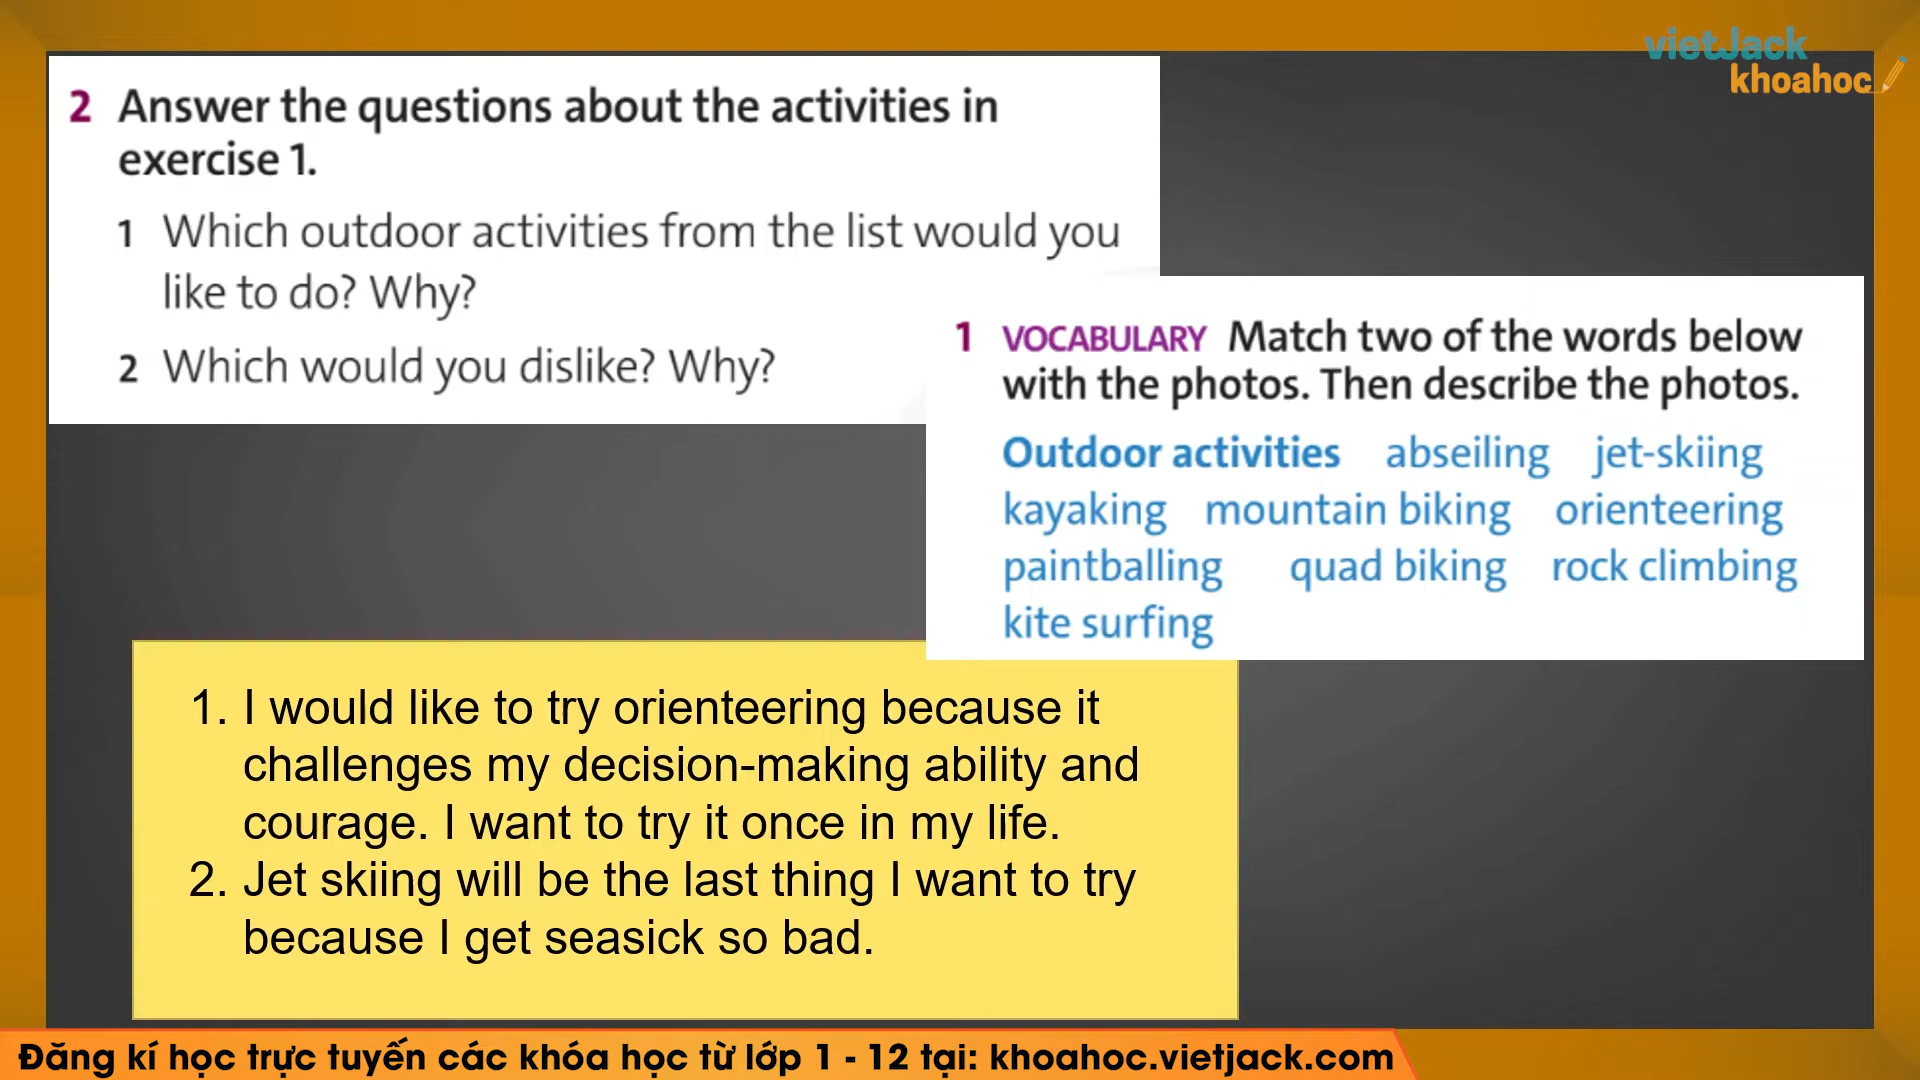 vietJack
khoahoc
2 Answer the questions about the activities in
exercise 1.
1 Which outdoor activities from the list would you
like to do? Why?
2 Which would you dislike? Why?
1 VOCABULARY Match two of the words below
with the photos. Then describe the photos.
Outdoor activities abseiling jet-skiing
kayaking mountain biking orienteering
paintballing quad biking rock climbing
kite surfing
1. I would like to try orienteering because it
challenges my decision-making ability and
courage. I want to try it once in my life.
2. Jet skiing will be the last thing I want to try
because I get seasick so bad.
Đăng kí học trực tuyến các khóa học từ lớp 1 - 12 tại: khoahoc.vietjack.com